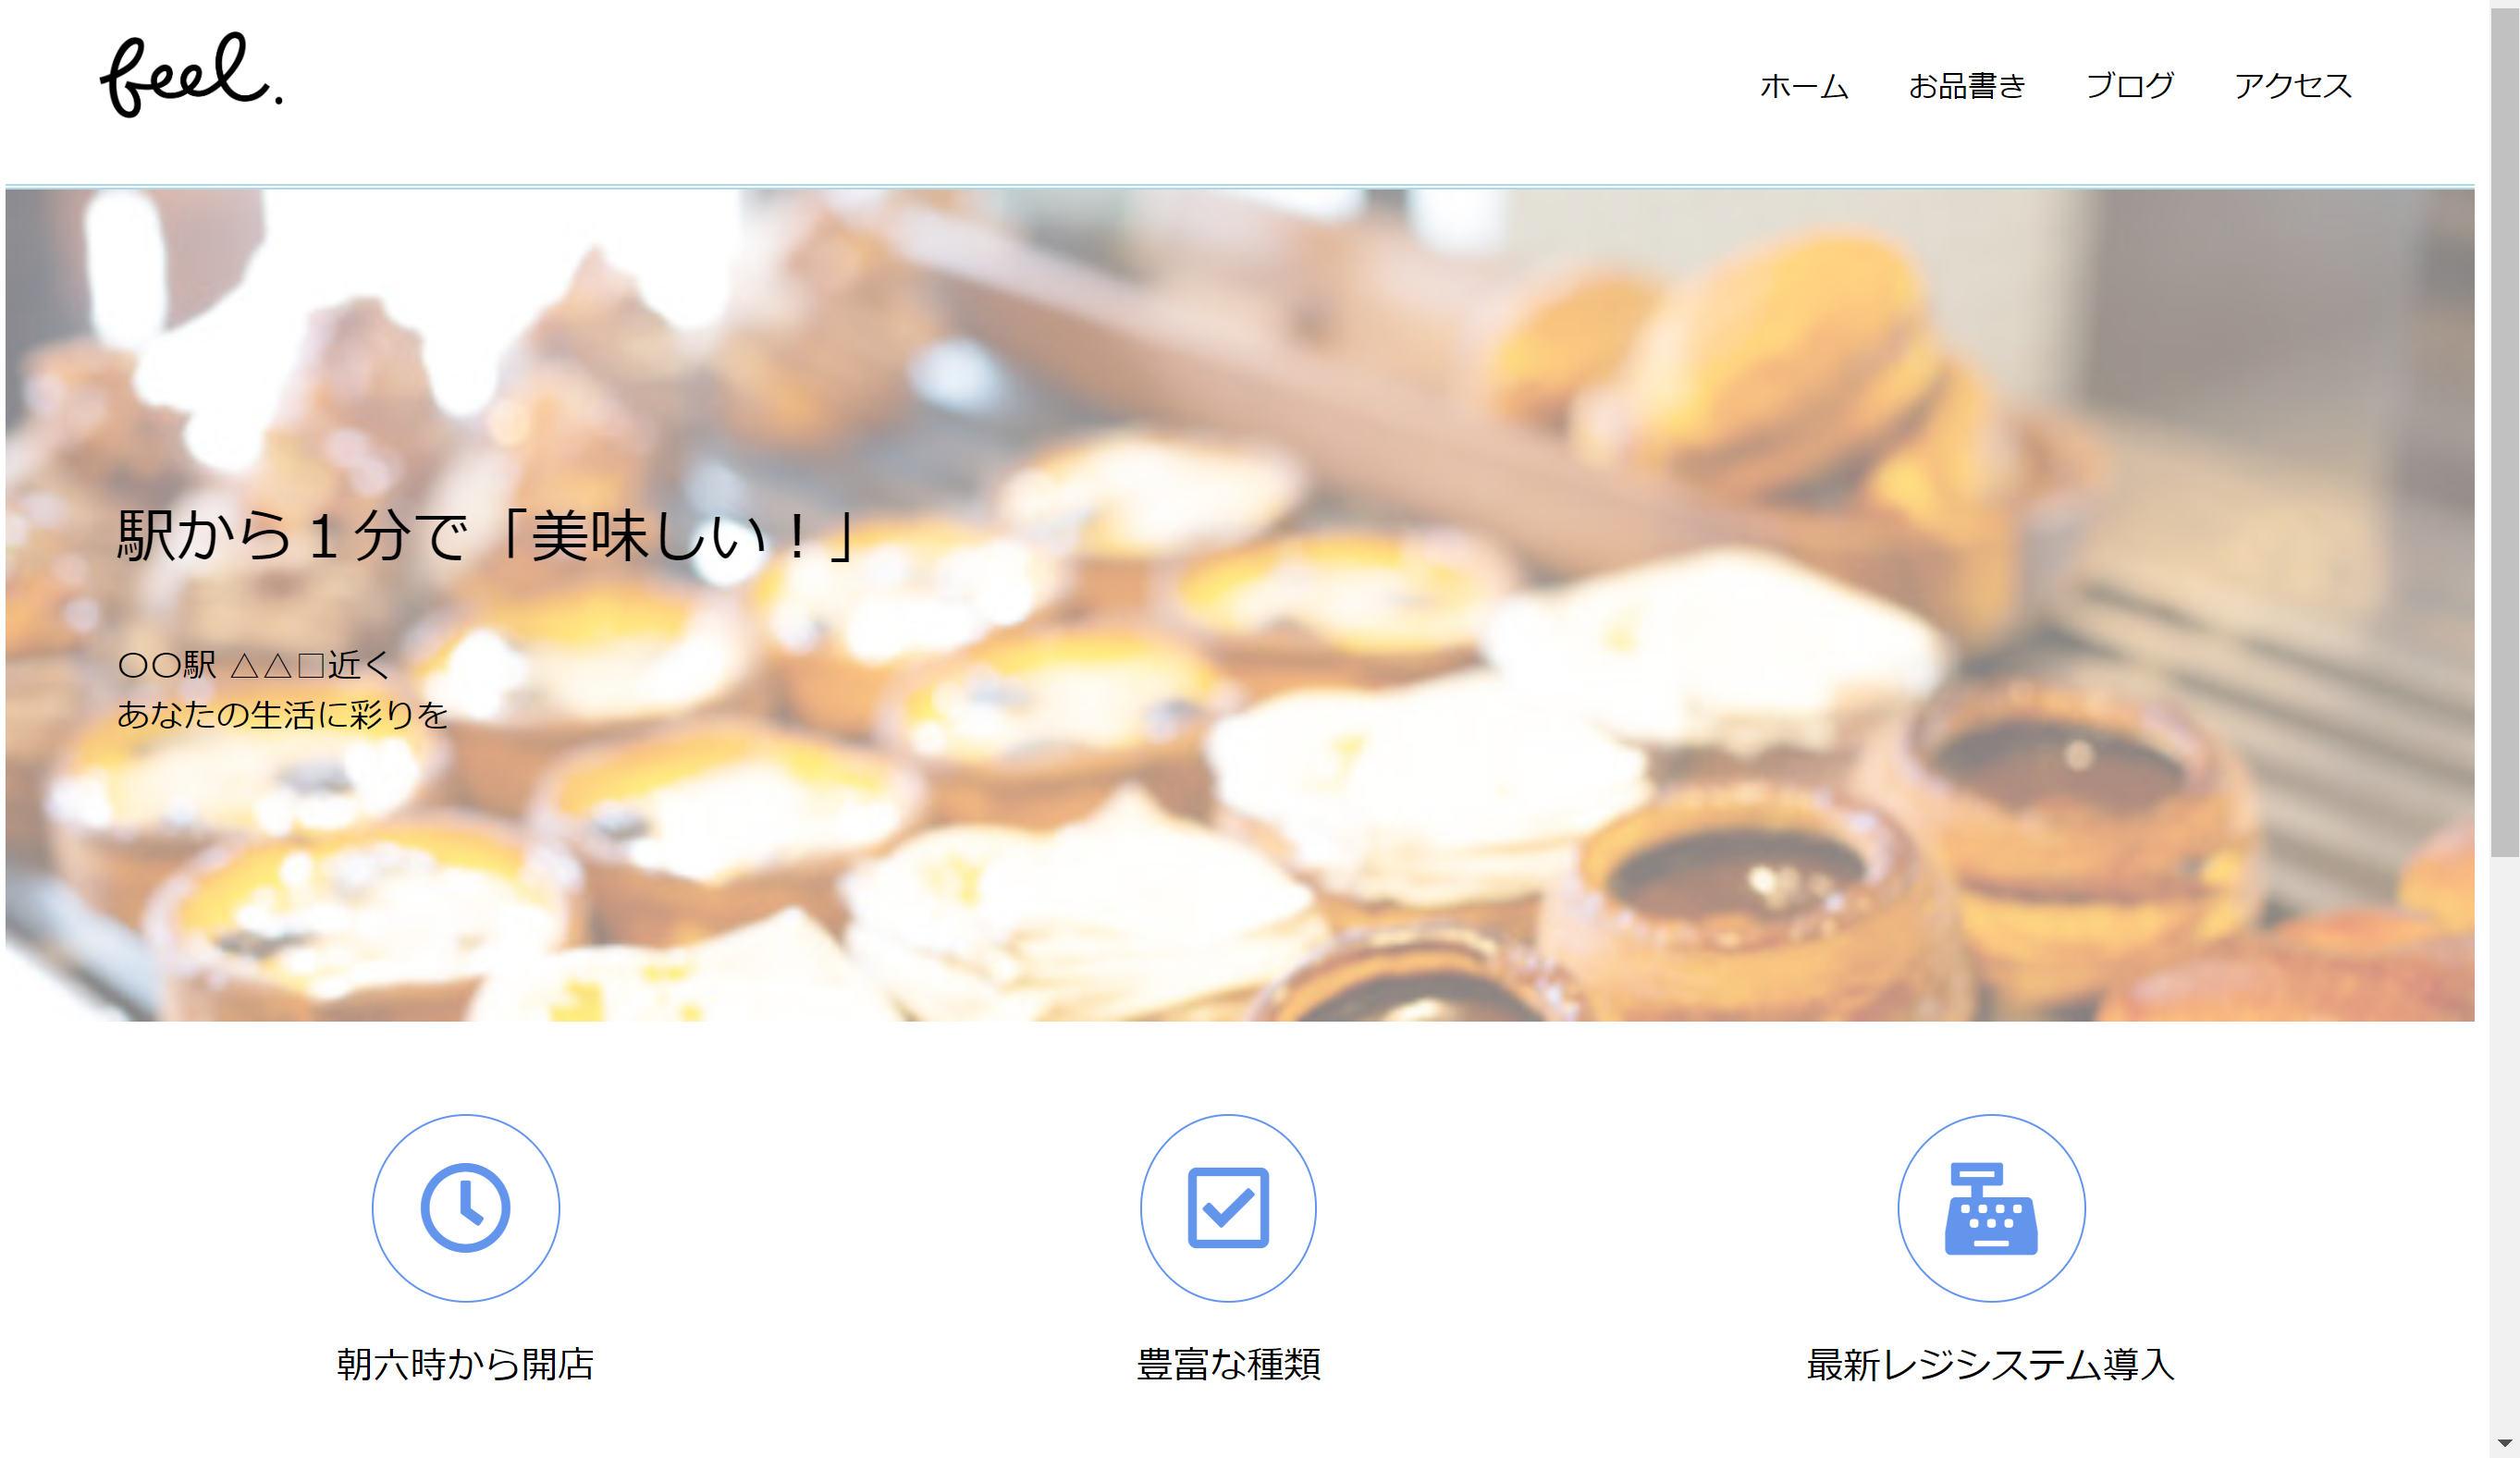 feel.
ホーム お品書き ブログ アクセス
駅から１分で「美味しい！」
〇〇駅 △△□近く
あなたの生活に彩りを
朝六時から開店
豊富な種類
最新レジシステム導入